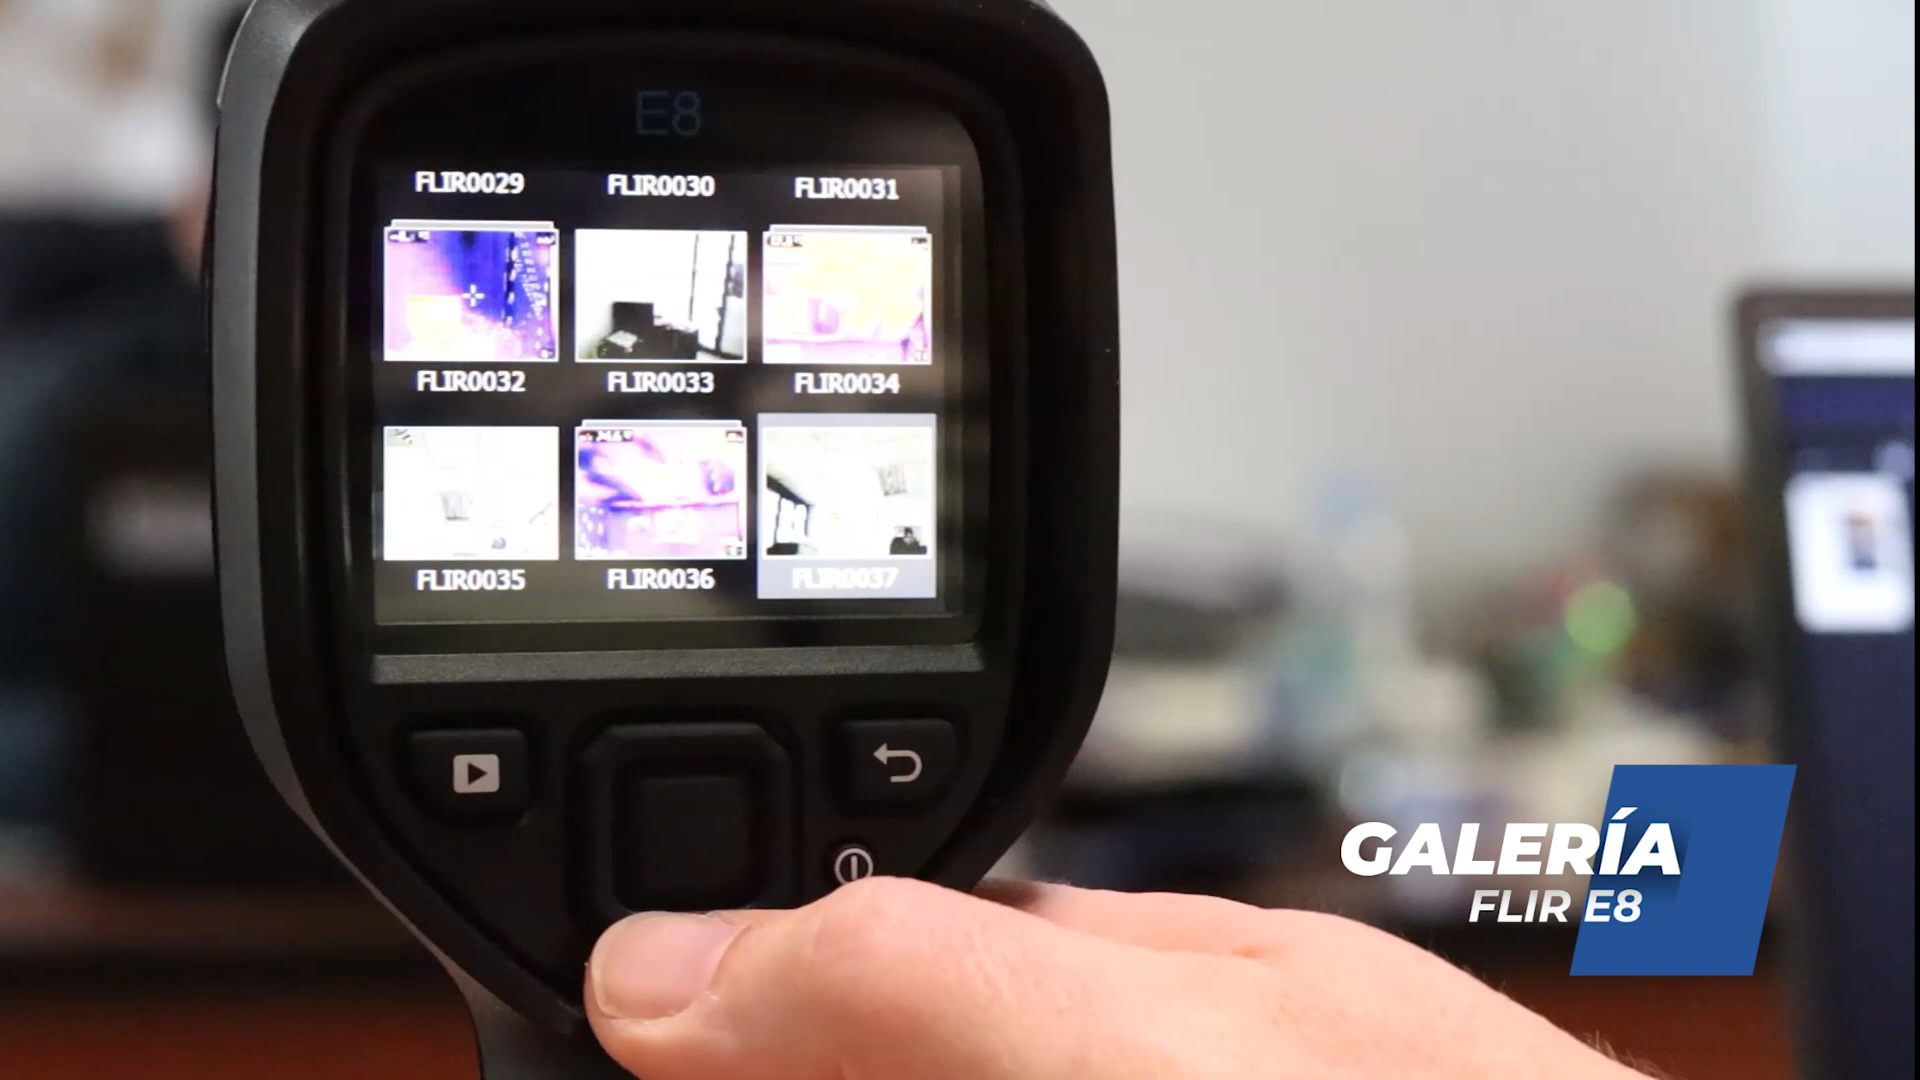 E8
FLIR0029 FLIR0030 FLIR0031
FLIR0032 FLIR0033 FLIR0034
FLIR0035 FLIR0036 FLIR0037
GALERÍA
FLIR E8